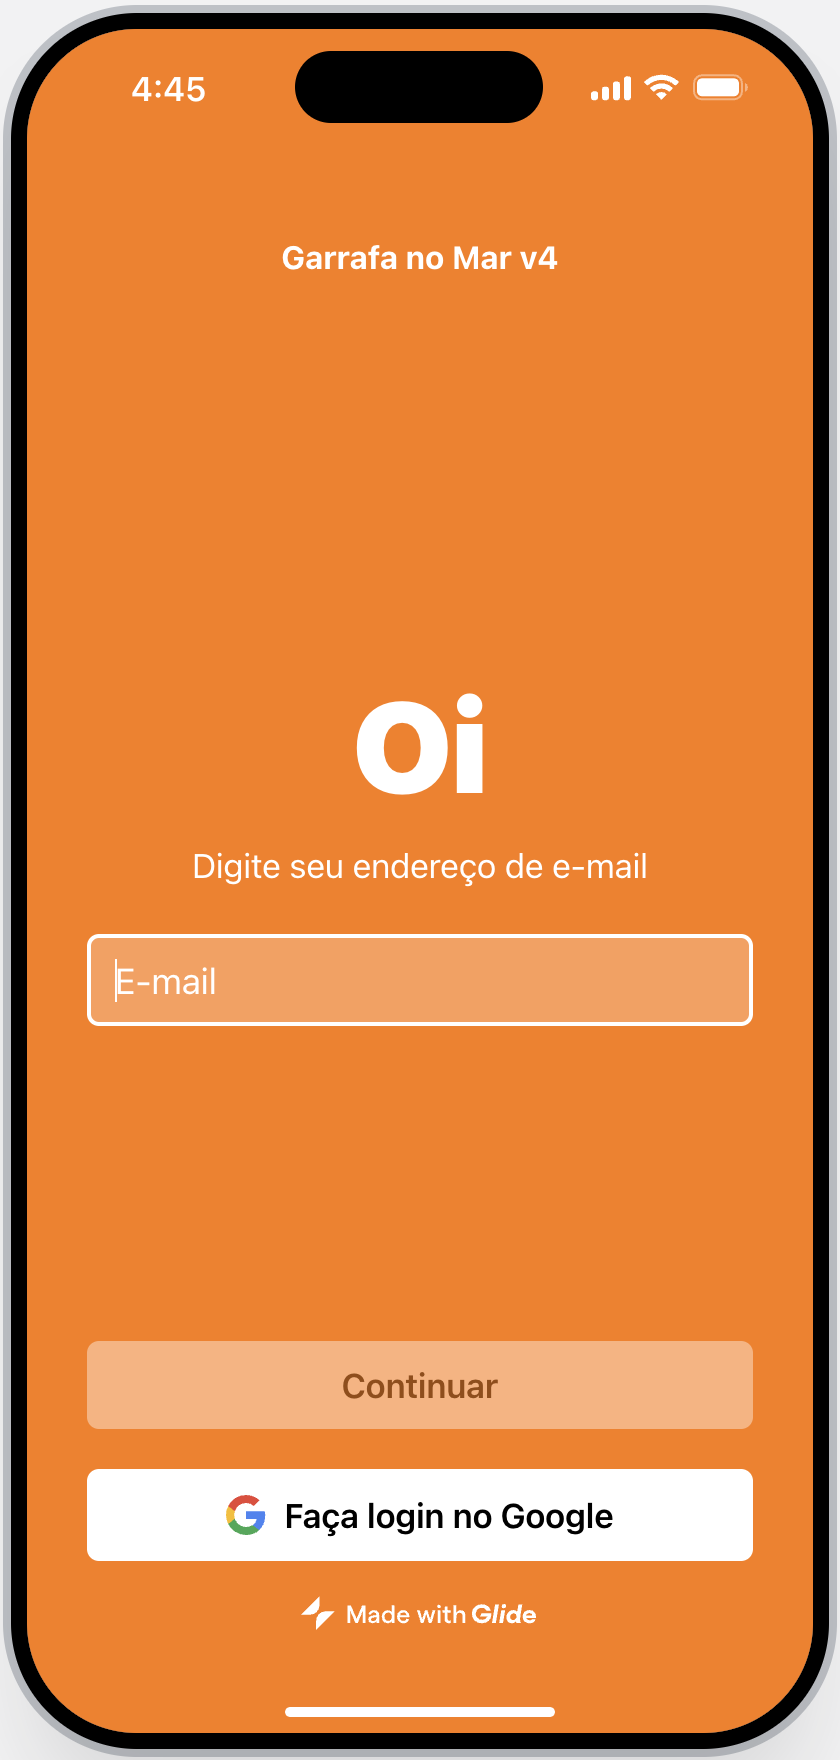 4:45
Garrafa no Mar v4
Oi
Digite seu endereço de e-mail
E-mail
Continuar
Faça login no Google
Made with Glide